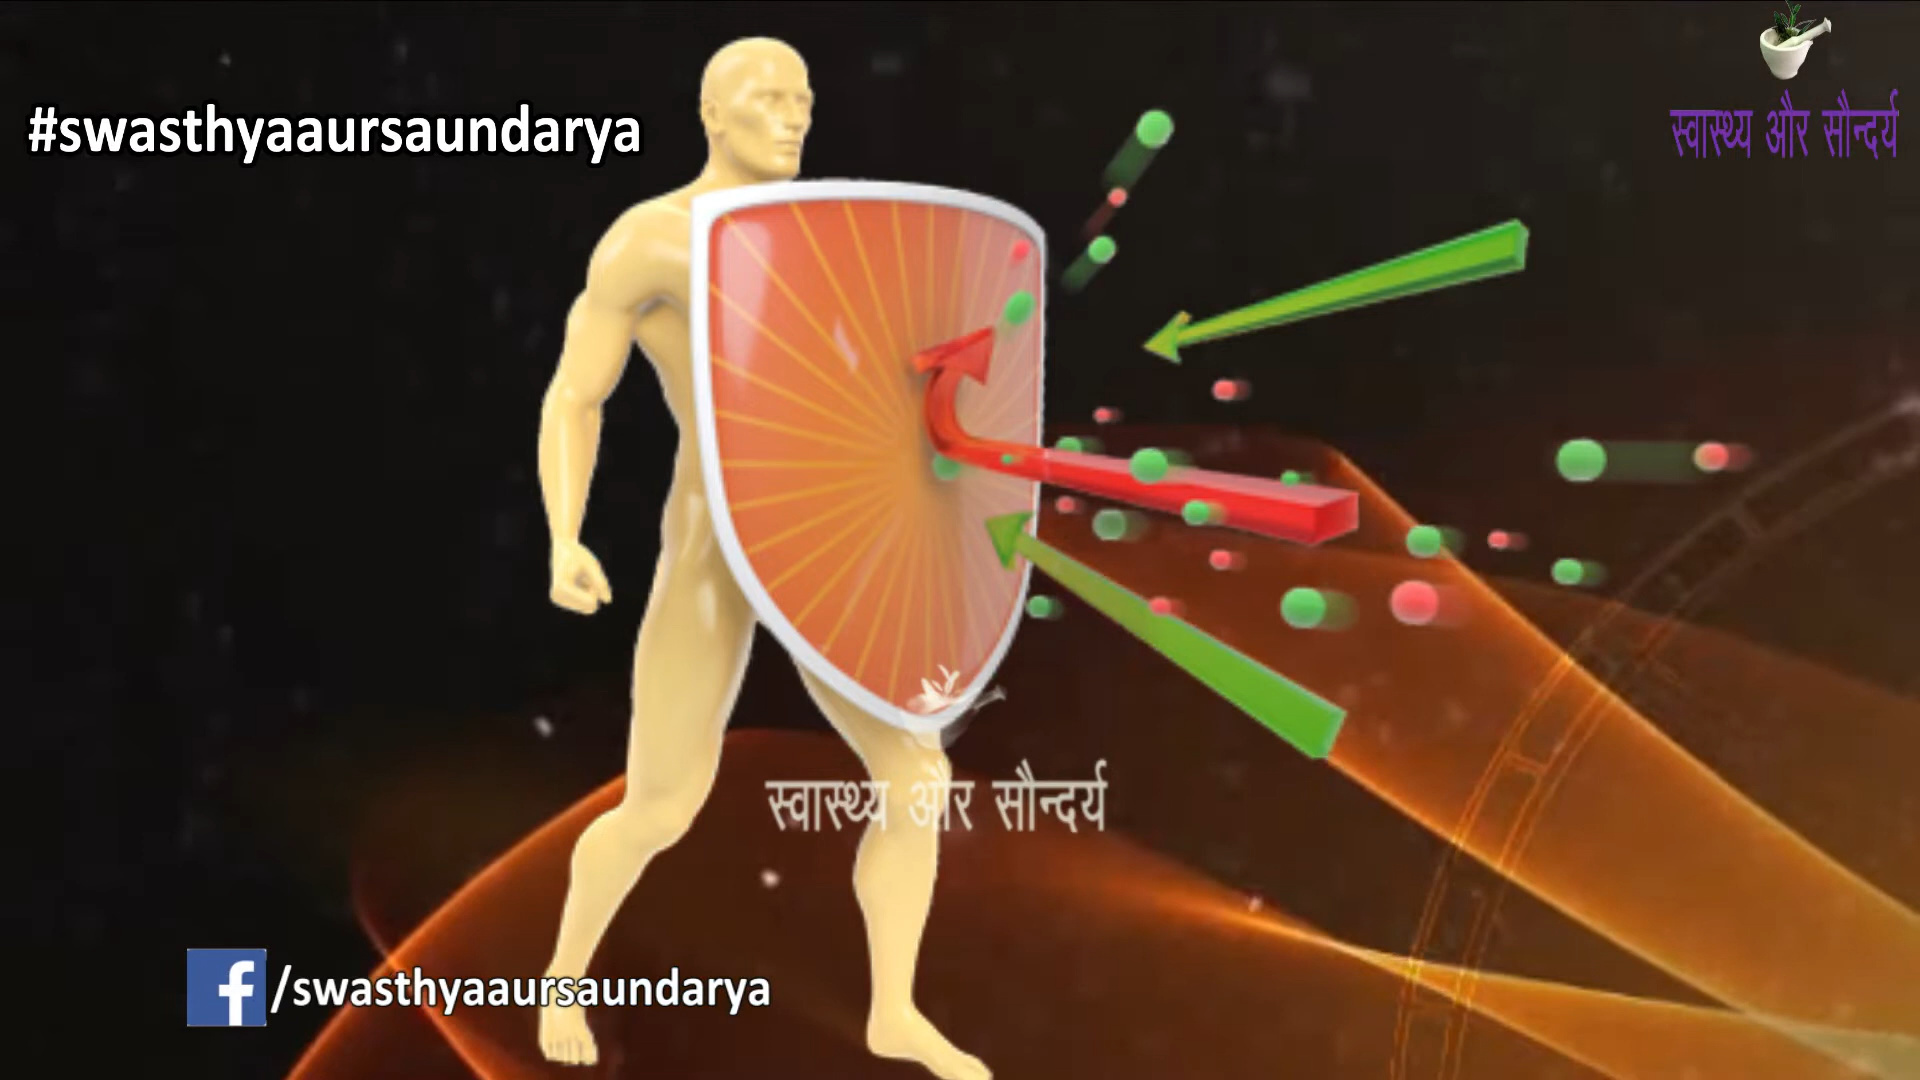 #swasthyaaursaundarya
स्वास्थ्य और सौन्दर्य
स्वास्थ्य और सौन्दर्य
f/swasthyaaursaundarya